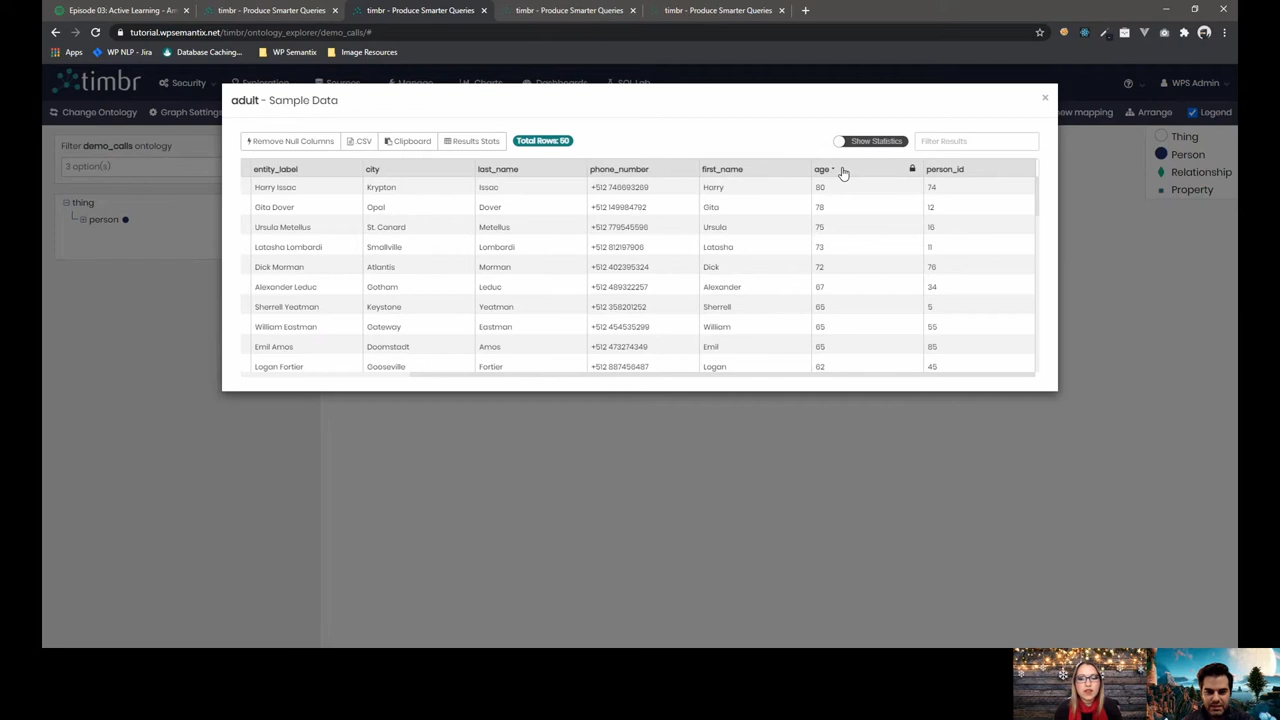 Episode 03: Active Learning - An
timbr - Produce Smarter Queries
timbr - Produce Smarter Queries
timbr - Produce Smarter Queries
timbr - Produce Smarter Queries
tutorial.wpsemantix.net/timbr/ontology_explorer/demo_calls/#
Apps
WP NLP - Jira
Database Caching...
WP Semantix
Image Resources
timbr
Security
Exploration
Sources
Manage
Charts
Dashboards
SQL Lab
WPS Admin
Change Ontology
Graph Settings
mapping
Arrange
Legend
adult - Sample Data
Filter demo_calls ontology
3 option(s)
thing
person
Thing
Person
Relationship
Property
Remove Null Columns
.CSV
Clipboard
Results Stats
Total Rows: 50
Show Statistics
Filter Results
entity_label city last_name phone_number first_name age person_id
Harry Issac Krypton Issac +512 746693269 Harry 80 74
Gita Dover Opal Dover +512 149984792 Gita 78 12
Ursula Metellus St. Canard Metellus +512 779545596 Ursula 75 16
Latasha Lombardi Smallville Lombardi +512 812197906 Latasha 73 11
Dick Morman Atlantis Morman +512 402395324 Dick 72 76
Alexander Leduc Gotham Leduc +512 489322257 Alexander 67 34
Sherrell Yeatman Keystone Yeatman +512 358201252 Sherrell 65 5
William Eastman Gateway Eastman +512 454535299 William 65 55
Emil Amos Doomstadt Amos +512 473274349 Emil 65 85
Logan Fortier Gooseville Fortier +512 887456487 Logan 62 45